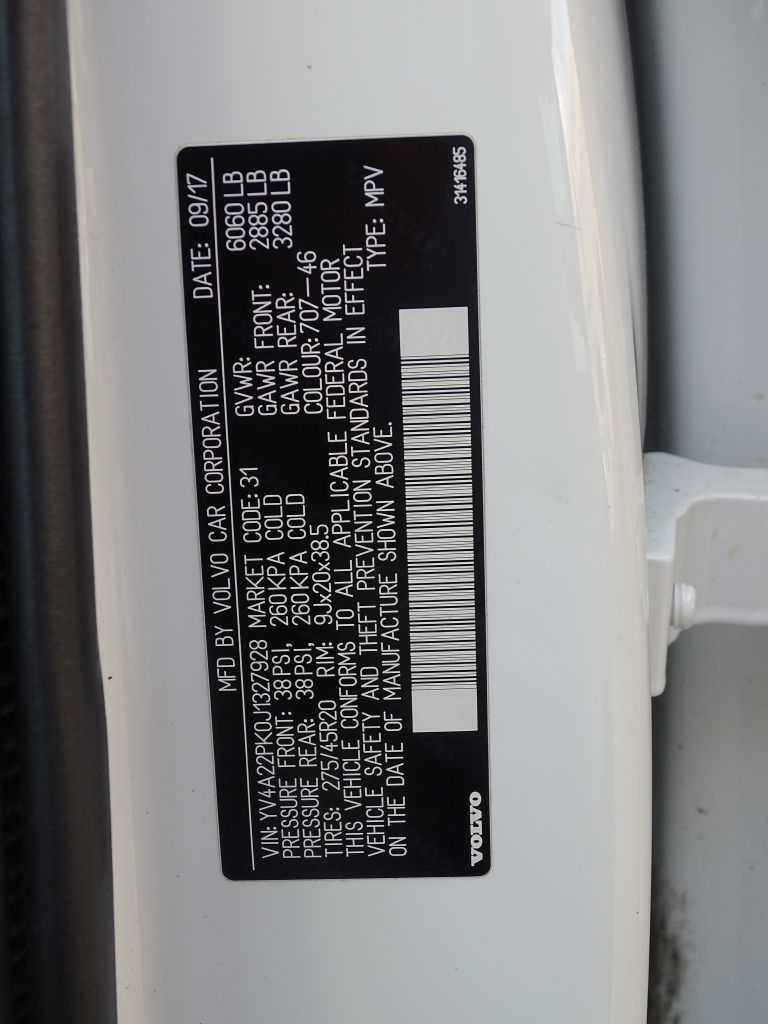 MFD BY VOLVO CAR CORPORATION DATE: 09/17
VIN: YV4A22PK0J1327928 MARKET CODE: 31 GVWR: 6060 LB
PRESSURE FRONT: 38PSI, 260KPA COLD GAWR FRONT: 2885 LB
PRESSURE REAR: 38PSI, 260KPA COLD GAWR REAR: 3280 LB
TIRES: 275/45R20 RIM: 9Jx20x38.5 COLOUR: 707-46
THIS VEHICLE CONFORMS TO ALL APPLICABLE FEDERAL MOTOR
VEHICLE SAFETY AND THEFT PREVENTION STANDARDS IN EFFECT
ON THE DATE OF MANUFACTURE SHOWN ABOVE. TYPE: MPV
VOLVO 31416485